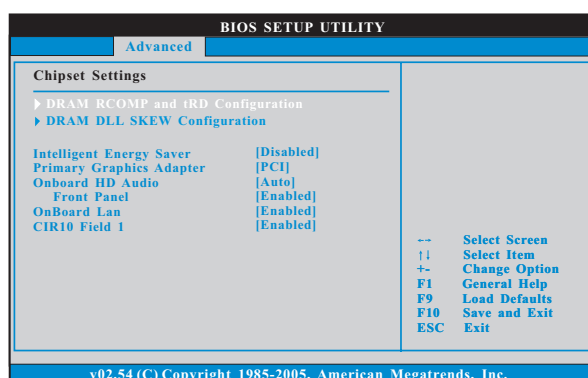 BIOS SETUP UTILITY
Advanced
Chipset Settings
DRAM RCOMP and tRD Configuration
DRAM DLL SKEW Configuration
Intelligent Energy Saver [Disabled]
Primary Graphics Adapter [PCI]
Onboard HD Audio [Auto]
Front Panel [Enabled]
OnBoard Lan [Enabled]
CIR10 Field 1 [Enabled]
←→ Select Screen
↑↓ Select Item
+- Change Option
F1 General Help
F9 Load Defaults
F10 Save and Exit
ESC Exit
v02.54 (C) Copyright 1985-2005, American Megatrends, Inc.